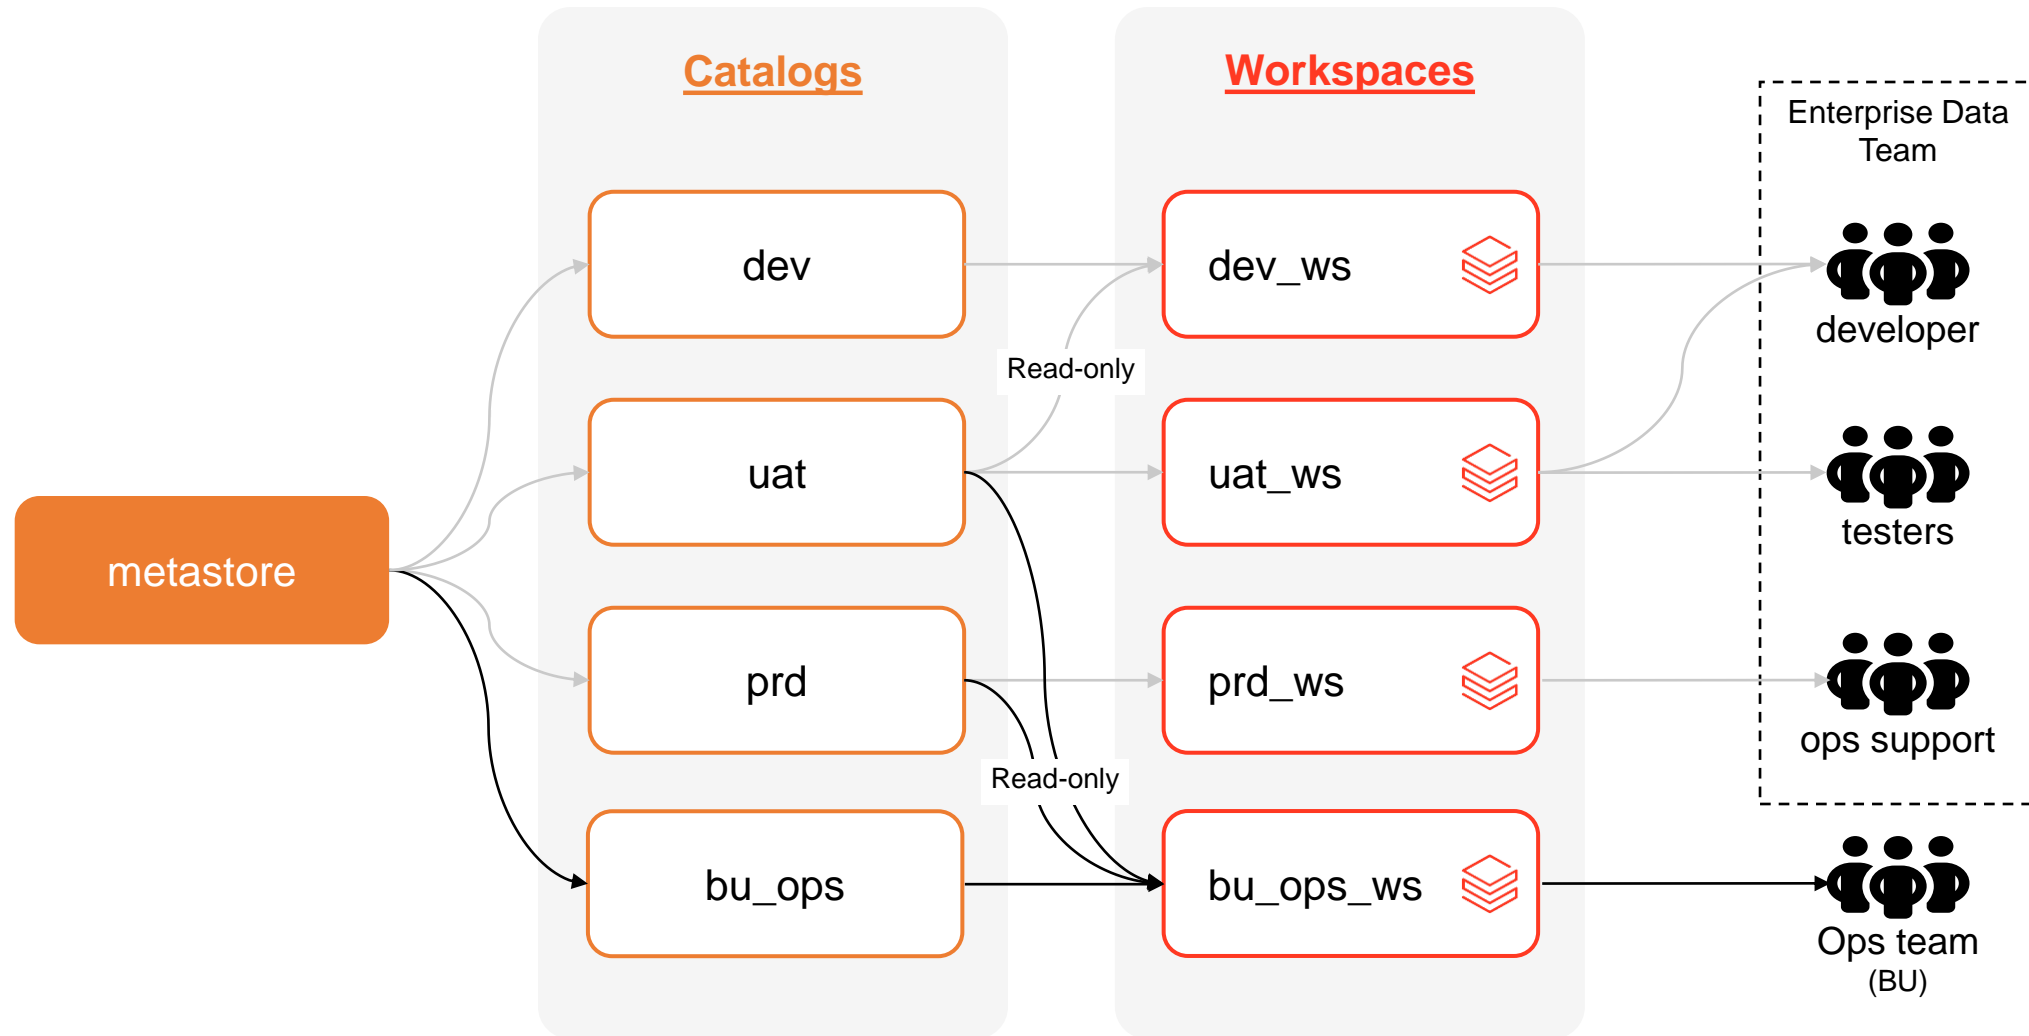 Catalogs
Workspaces
Enterprise Data
Team
dev
dev_ws
developer
Read-only
uat
uat_ws
testers
metastore
prd
prd_ws
ops support
Read-only
bu_ops
bu_ops_ws
Ops team
(BU)